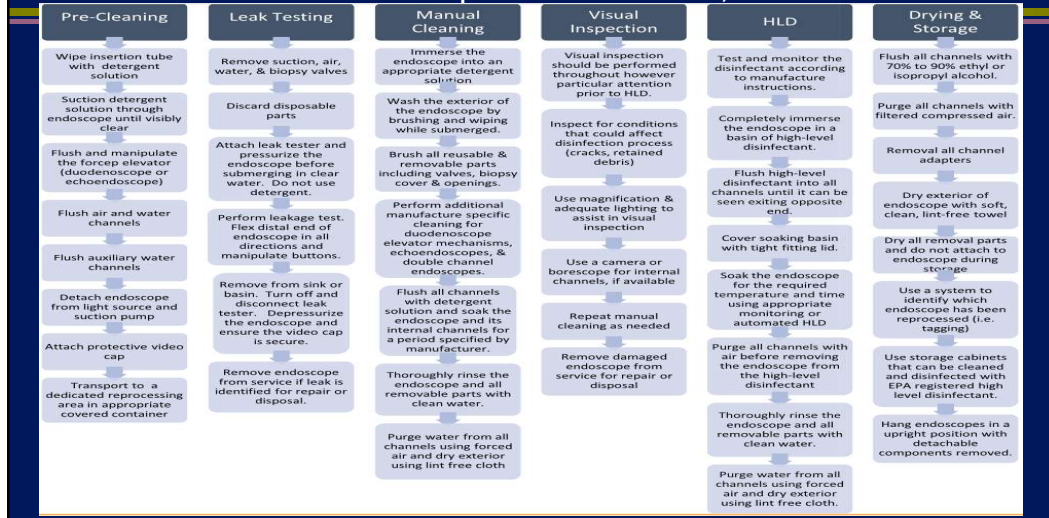 Pre-Cleaning
Wipe insertion tube
with detergent
solution
Suction detergent
solution through
endoscope until visibly
clear
Flush and manipulate
the forcep elevator
(duodenoscope or
echoendoscope)
Flush air and water
channels
Flush auxiliary water
channels
Detach endoscope
from light source and
suction pump
Attach protective video
cap
Transport to a
dedicated reprocessing
area in appropriate
covered container
Leak Testing
Remove suction, air,
water, & biopsy valves
Discard disposable
parts
Attach leak tester and
pressurize the
endoscope before
submerging in clear
water. Do not use
detergent.
Perform leakage test.
Flex distal end of
endoscope in all
directions and
manipulate buttons.
Remove from sink or
basin. Turn off and
disconnect leak
tester. Depressurize
the endoscope and
ensure the video cap
is secure.
Remove endoscope
from service if leak is
identified for repair or
disposal.
Manual
Cleaning
Immerse the
endoscope into an
appropriate detergent
solution
Wash the exterior of
the endoscope by
brushing and wiping
while submerged.
Brush all reusable &
removable parts
including valves, biopsy
cover & openings.
Perform additional
manufacture specific
cleaning for
duodenoscope
elevator mechanisms,
echoendoscopes, &
double channel
endoscopes.
Flush all channels
with detergent
solution and soak the
endoscope and its
internal channels for
a period specified by
manufacturer.
Thoroughly rinse the
endoscope and all
removable parts with
clean water.
Purge water from all
channels using forced
air and dry exterior
using lint free cloth
Visual
Inspection
Visual inspection
should be performed
throughout however
particular attention
prior to HLD.
Inspect for conditions
that could affect
disinfection process
(cracks, retained
debris)
Use magnification &
adequate lighting to
assist in visual
inspection
Use a camera or
borescope for internal
channels, if available
Repeat manual
cleaning as needed
Remove damaged
endoscope from
service for repair or
disposal
HLD
Test and monitor the
disinfectant according
to manufacture
instructions.
Completely immerse
the endoscope in a
basin of high-level
disinfectant.
Flush high-level
disinfectant into all
channels until it can be
seen exiting opposite
end.
Cover soaking basin
with tight fitting lid.
Soak the endoscope
for the required
temperature and time
using appropriate
monitoring or
automated HLD
Purge all channels with
air before removing
the endoscope from
the high-level
disinfectant
Thoroughly rinse the
endoscope and all
removable parts with
clean water.
Purge water from all
channels using forced
air and dry exterior
using lint free cloth.
Drying &
Storage
Flush all channels with
70% to 90% ethyl or
isopropyl alcohol.
Purge all channels with
filtered compressed air.
Removal all channel
adapters
Dry exterior of
endoscope with soft,
clean, lint-free towel
Dry all removal parts
and do not attach to
endoscope during
storage
Use a system to
identify which
endoscope has been
reprocessed (i.e.
tagging)
Use storage cabinets
that can be cleaned
and disinfected with
EPA registered high
level disinfectant.
Hang endoscopes in a
upright position with
detachable
components removed.